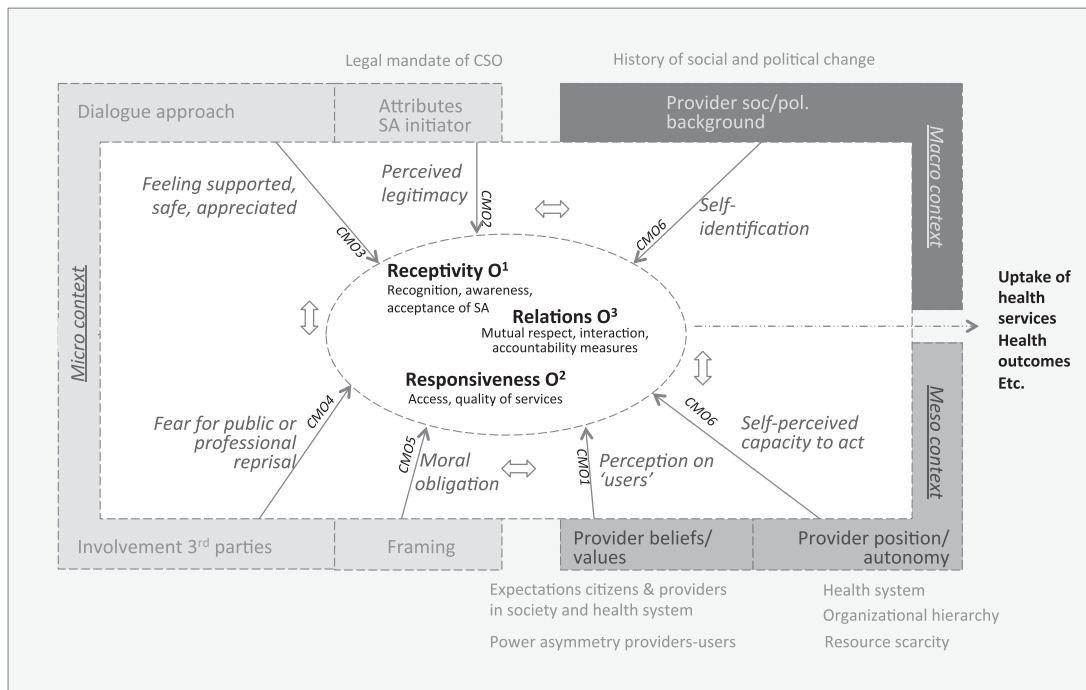 Legal mandate of CSO
History of social and political change
Dialogue approach
Attributes
SA initiator
Provider soc/pol.
background
Macro context
Micro context
Feeling supported,
safe, appreciated
Perceived
legitimacy
CMO3
CMO2
CMO6
Self-
identification
Receptivity O¹
Recognition, awareness,
acceptance of SA
Relations O³
Mutual respect, interaction,
accountability measures
Responsiveness O²
Access, quality of services
Uptake of
health
services
Health
outcomes
Etc.
Fear for public or
professional
reprisal
CMO4
CMO5
Moral
obligation
CMO1
Perception on
‘users’
CMO6
Self-perceived
capacity to act
Meso context
Involvement 3rd parties
Framing
Provider beliefs/
values
Provider position/
autonomy
Expectations citizens & providers
in society and health system
Power asymmetry providers-users
Health system
Organizational hierarchy
Resource scarcity